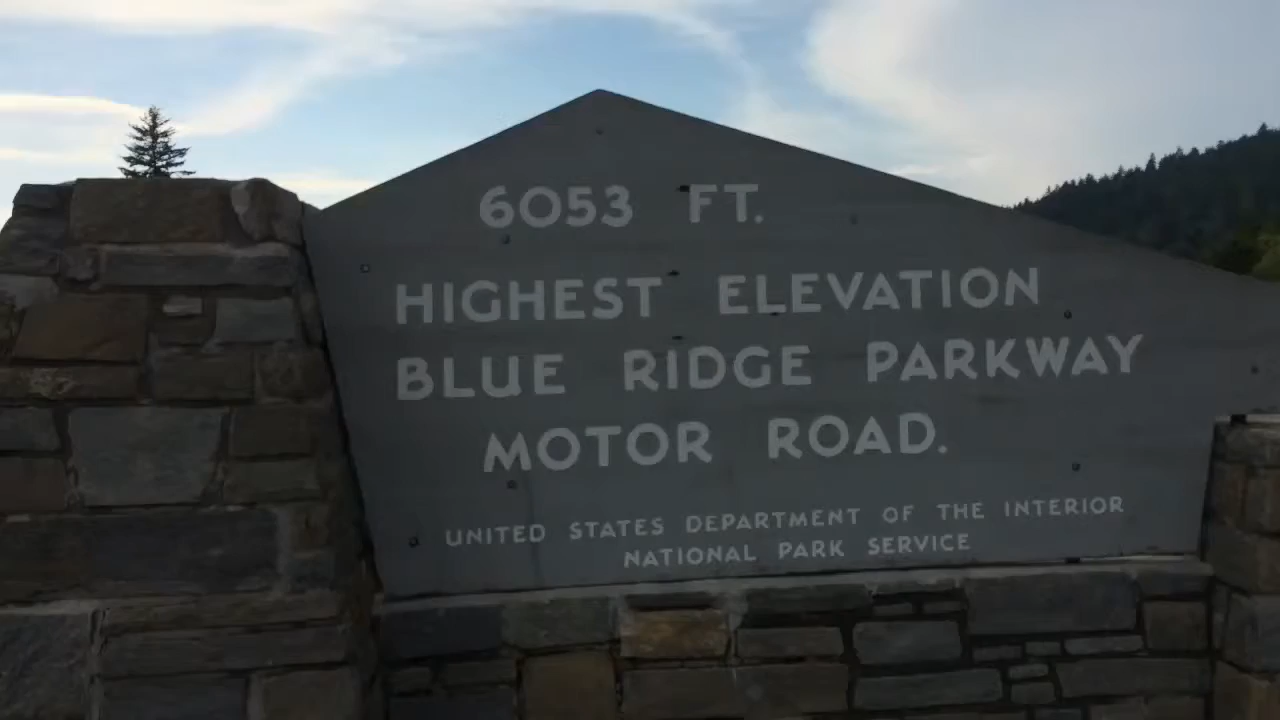 6053 FT.
HIGHEST ELEVATION
BLUE RIDGE PARKWAY
MOTOR ROAD.
UNITED STATES DEPARTMENT OF THE INTERIOR
NATIONAL PARK SERVICE